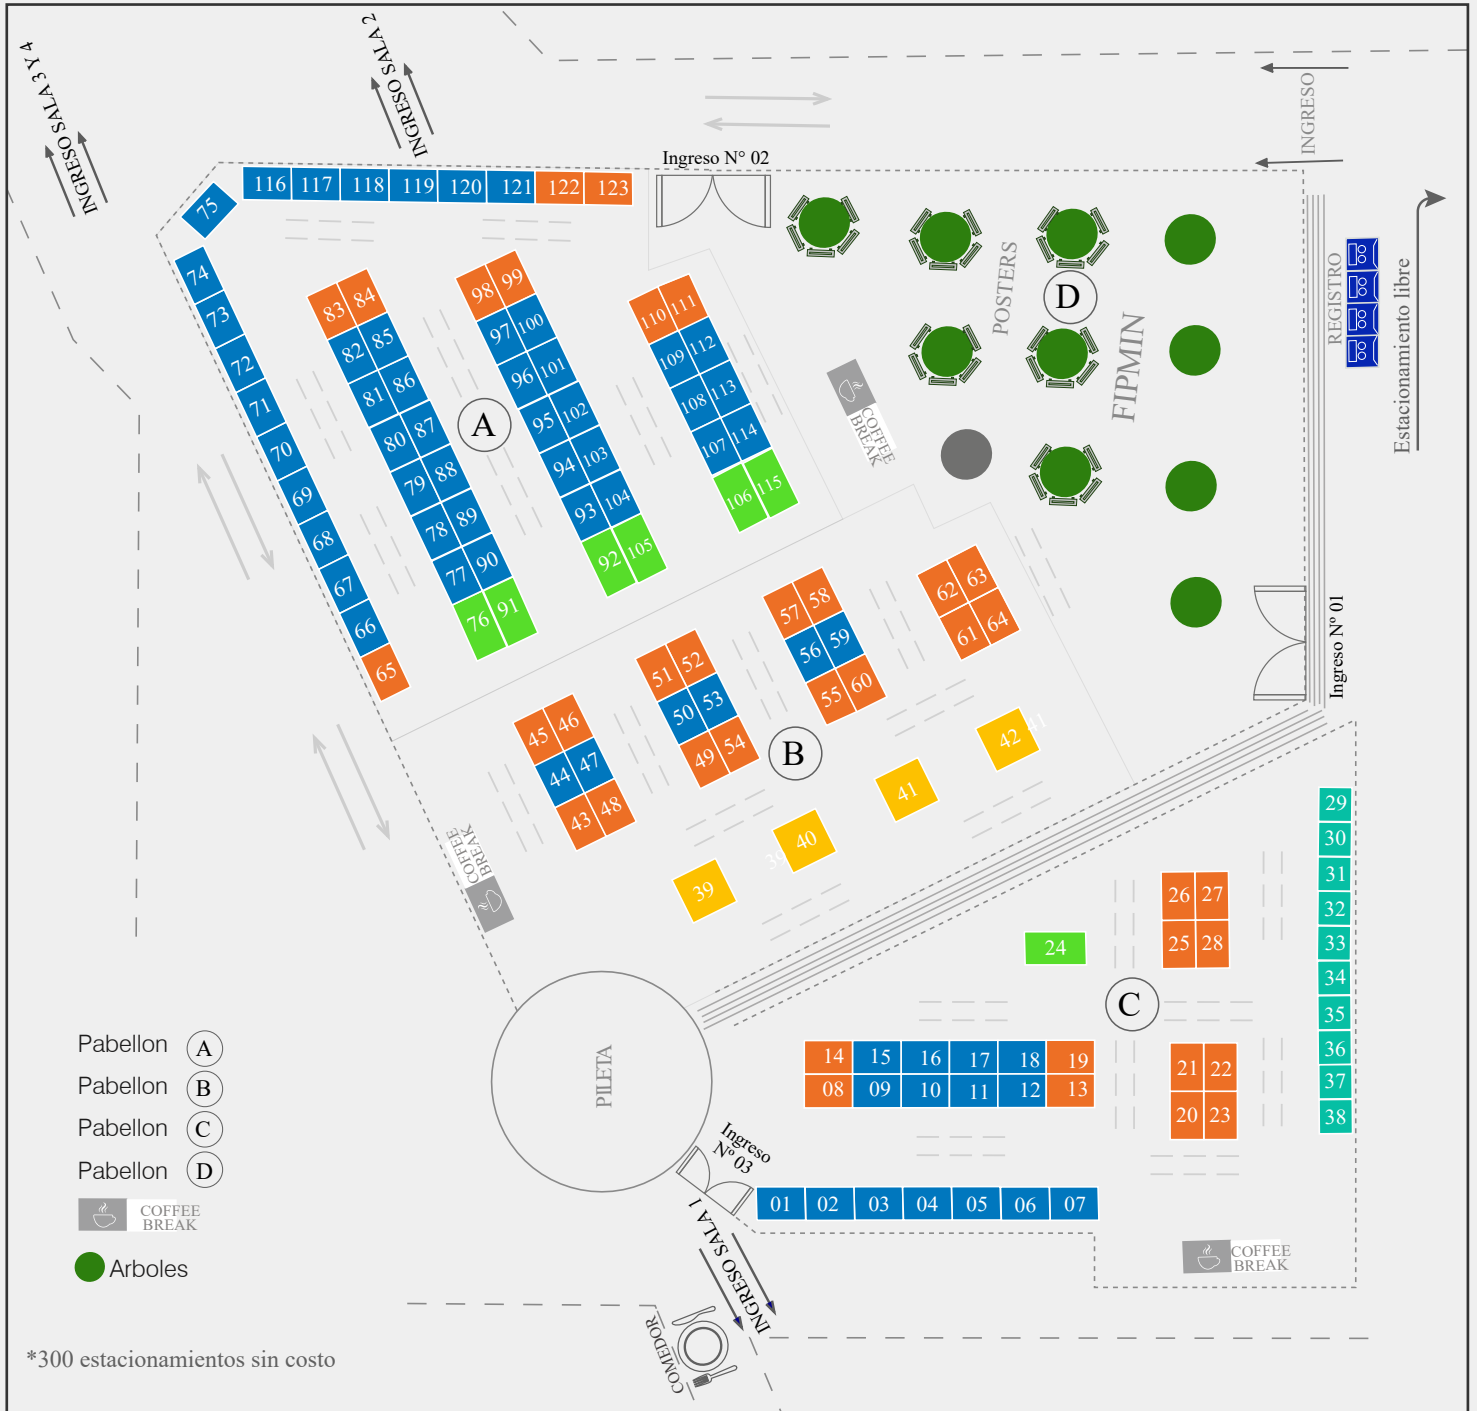 INGRESO SALA 3 Y 4
INGRESO SALA 2
INGRESO
Ingreso N° 02
116 117 118 119 120 121 122 123
75
74
73
72
71
70
69
68
67
66
65
83 84
82 85
81 86
80 87
79 88
78 89
77 90
76 91
A
98 99
97 100
96 101
95 102
94 103
93 104
92 105
110 111
109 112
108 113
107 114
106 115
COFFEE
BREAK
POSTERS
D
FIPMIN
REGISTRO
Estacionamiento libre
Ingreso Nº 01
45 46
44 47
43 48
51 52
50 53
49 54
57 58
56 59
55 60
62 63
61 64
B
39
39
40
41
42
41
COFFEE
BREAK
29
30
31
32
33
34
35
36
37
38
26 27
25 28
24
C
14 15 16 17 18 19
08 09 10 11 12 13
21 22
20 23
PILETA
Ingreso
Nº 03
01 02 03 04 05 06 07
INGRESO SALA 1
COMEDOR
COFFEE
BREAK
Pabellon A
Pabellon B
Pabellon C
Pabellon D
COFFEE
BREAK
Arboles
*300 estacionamientos sin costo